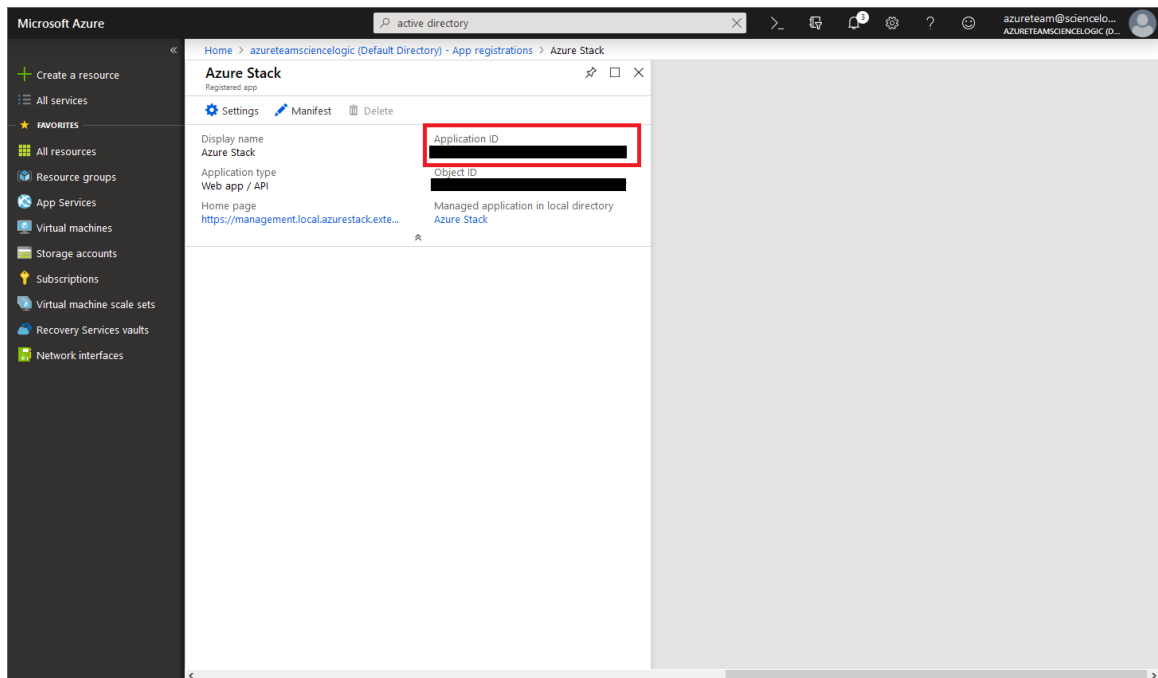 Microsoft Azure
active directory
3
azureteam@sciencelo...
AZURETEAMSCIENCELOGIC (D...
«
Home > azureteamsciencelogic (Default Directory) - App registrations > Azure Stack
Create a resource
All services
FAVORITES
All resources
Resource groups
App Services
Virtual machines
Storage accounts
Subscriptions
Virtual machine scale sets
Recovery Services vaults
Network interfaces
Azure Stack
Registered app
Settings Manifest Delete
Display name
Azure Stack
Application ID
Application type
Web app / API
Object ID
Home page
https://management.local.azurestack.exte...
Managed application in local directory
Azure Stack